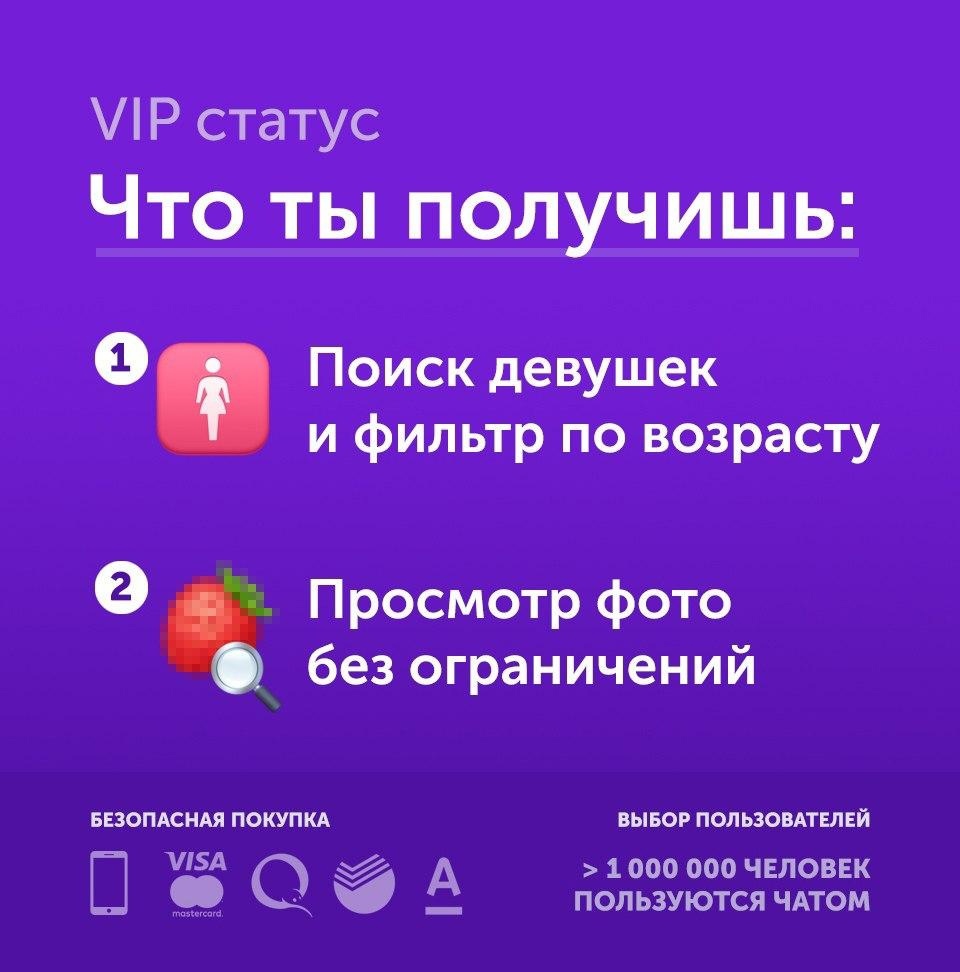 VIP статус
Что ты получишь:
1
Поиск девушек
и фильтр по возрасту
2
Просмотр фото
без ограничений
БЕЗОПАСНАЯ ПОКУПКА
VISA
mastercard.
ВЫБОР ПОЛЬЗОВАТЕЛЕЙ
> 1 000 000 ЧЕЛОВЕК
ПОЛЬЗУЮТСЯ ЧАТОМ